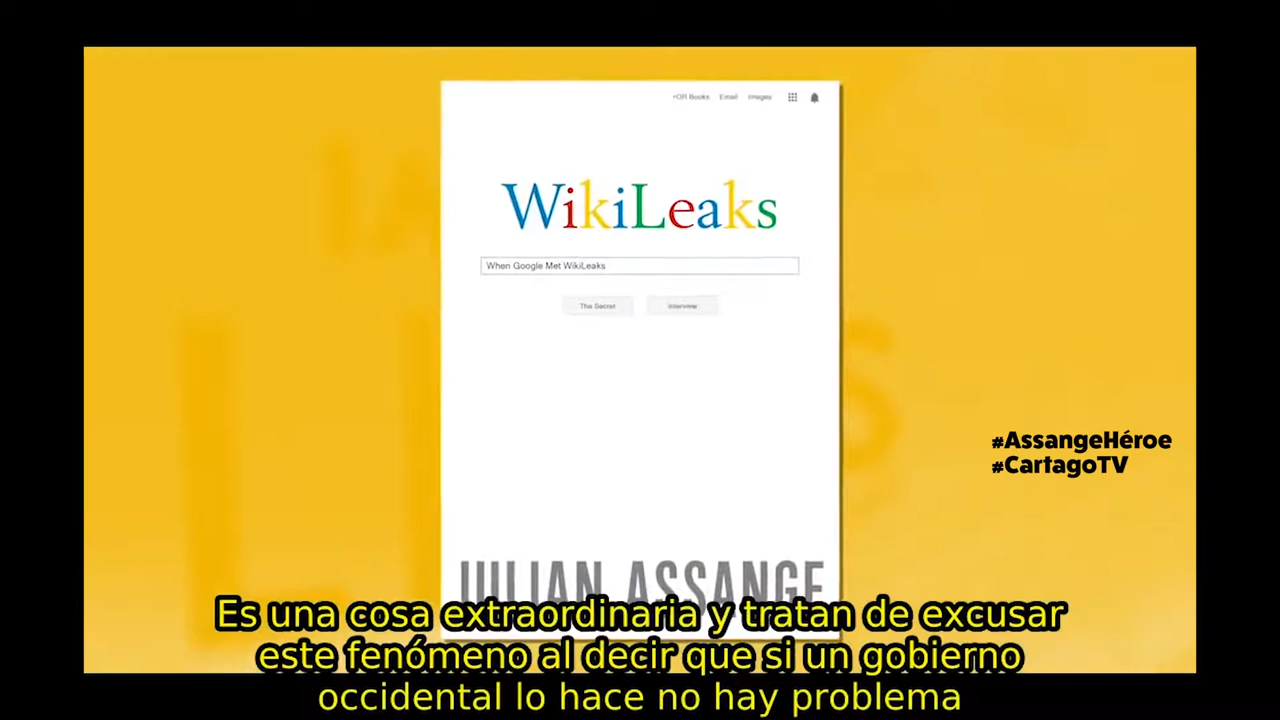 +OR Books Email Images
WikiLeaks
When Google Met WikiLeaks
The Secret Interview
#AssangeHéroe
#CartagoTV
JULIAN ASSANGE
Es una cosa extraordinaria y tratan de excusar
este fenómeno al decir que si un gobierno
occidental lo hace no hay problema